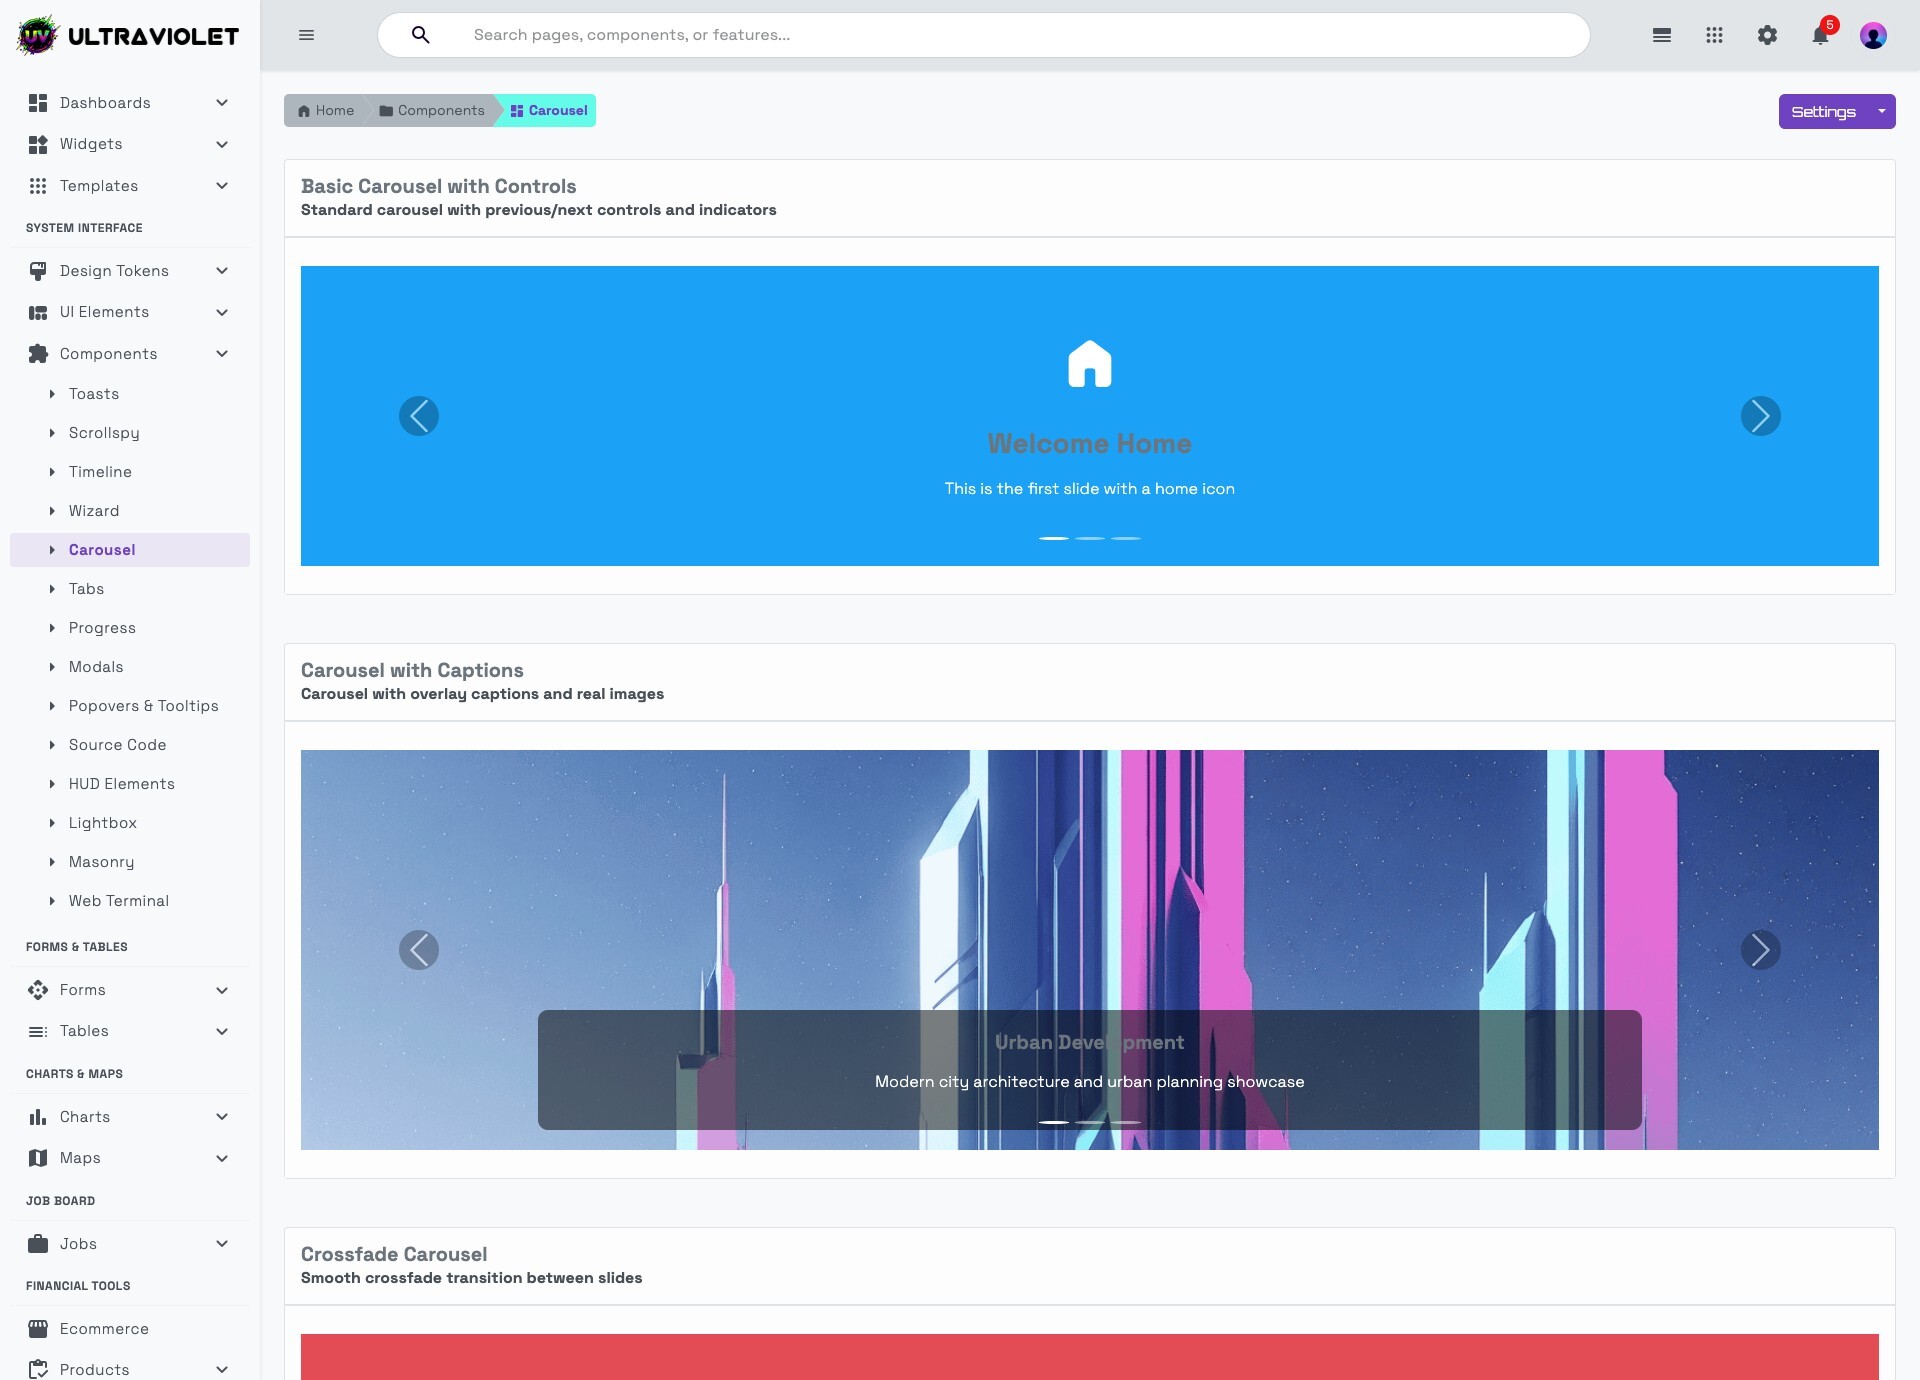 UV ULTRAVIOLET
Search pages, components, or features...
5
Dashboards
Widgets
Templates
SYSTEM INTERFACE
Design Tokens
UI Elements
Components
Toasts
Scrollspy
Timeline
Wizard
Carousel
Tabs
Progress
Modals
Popovers & Tooltips
Source Code
HUD Elements
Lightbox
Masonry
Web Terminal
FORMS & TABLES
Forms
Tables
CHARTS & MAPS
Charts
Maps
JOB BOARD
Jobs
FINANCIAL TOOLS
Ecommerce
Products
Home Components Carousel
Settings
Basic Carousel with Controls
Standard carousel with previous/next controls and indicators
Welcome Home
This is the first slide with a home icon
Carousel with Captions
Carousel with overlay captions and real images
Urban Development
Modern city architecture and urban planning showcase
Crossfade Carousel
Smooth crossfade transition between slides